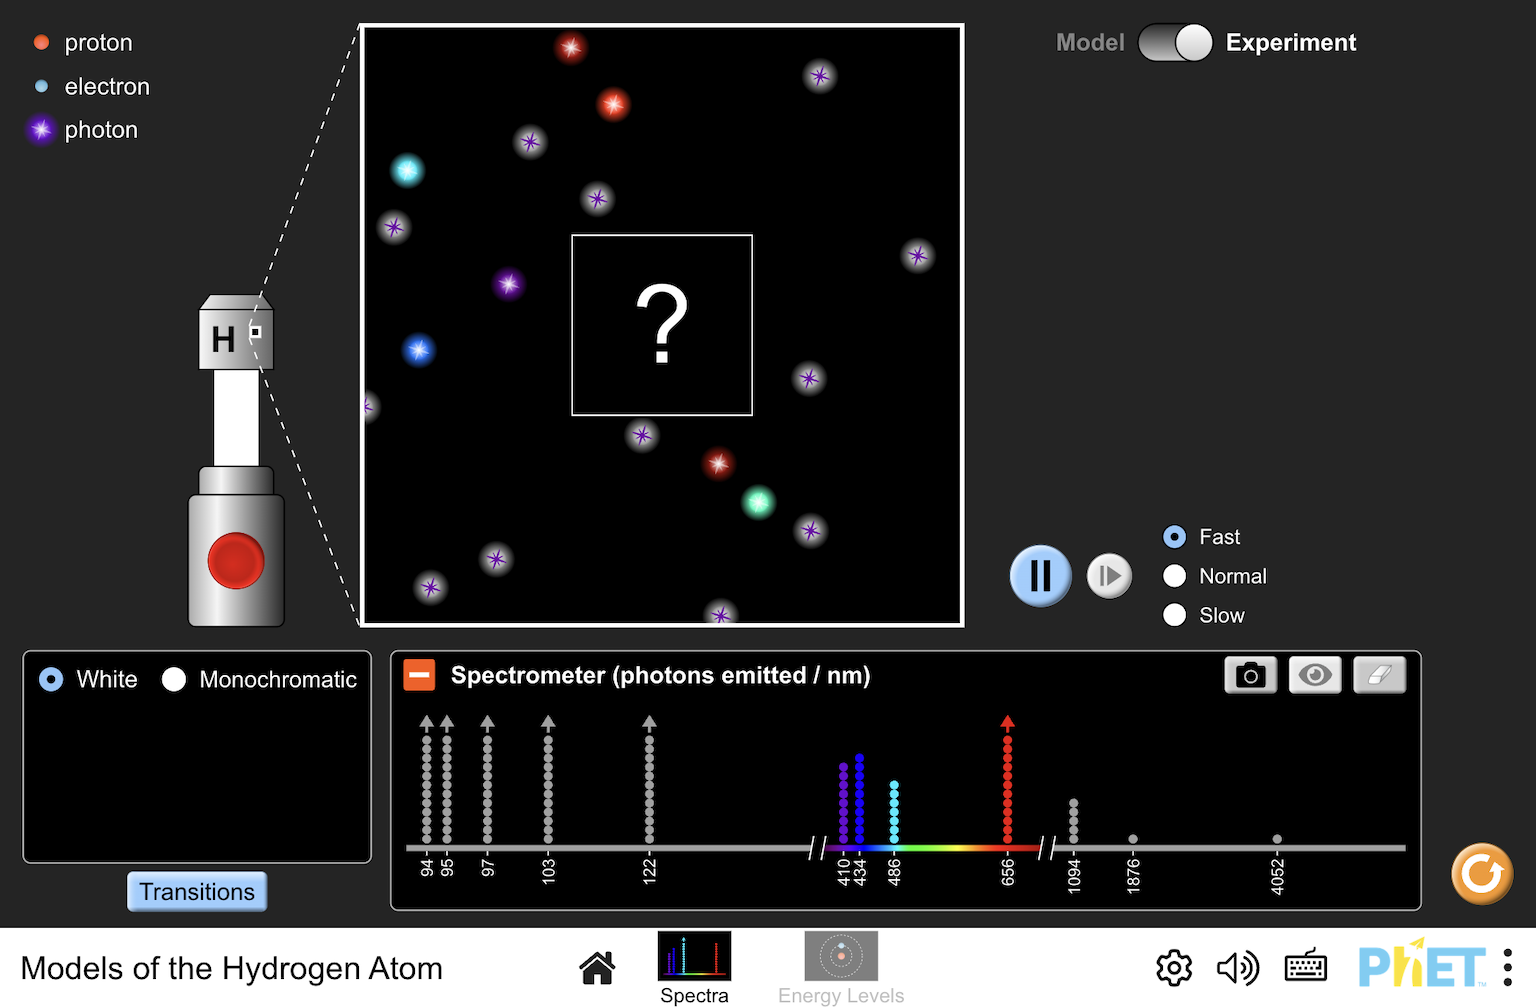 proton
electron
photon
Model Experiment
H
?
Fast
Normal
Slow
White Monochromatic
Transitions
Spectrometer (photons emitted / nm)
94 95 97 103 122 410 434 486 656 1094 1876 4052
Models of the Hydrogen Atom
Spectra
Energy Levels
PhET™